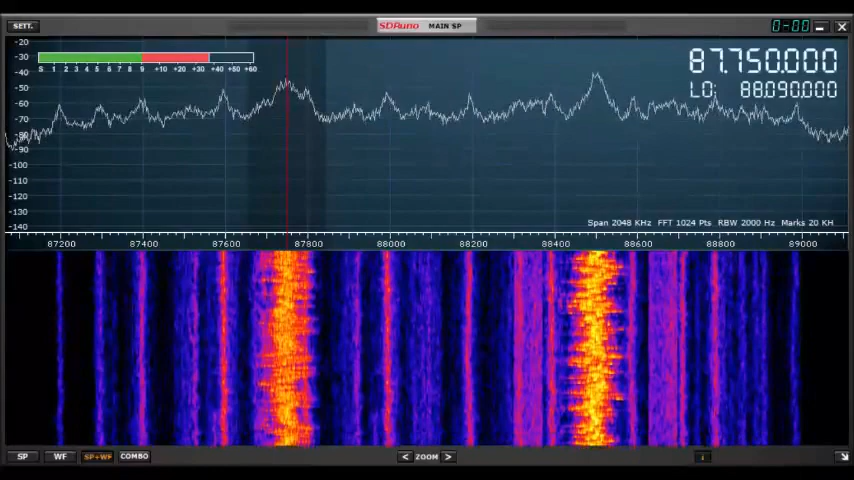 SETT.
SDRuno MAIN SP
0-00
-20
-30
-40
-50
-60
-70
-80
-90
-100
-110
-120
-130
-140
S 1 2 3 4 5 6 7 8 9 +10 +20 +30 +40 +50 +60
87.750.000
LO: 88.090.000
Span 2048 KHz FFT 1024 Pts RBW 2000 Hz Marks 20 KH
87200 87400 87600 87800 88000 88200 88400 88600 88800 89000
SP WF SP+WF COMBO < ZOOM > i